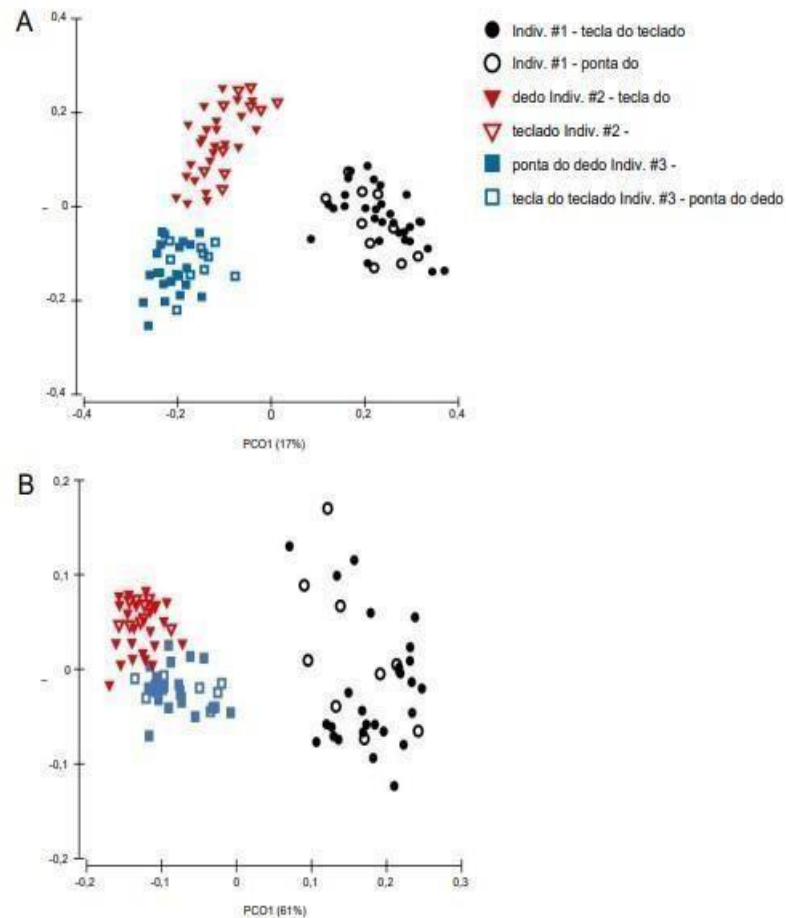 A
0,4
0,2
0
-0,2
-0,4
-0,4 -0,2 0 0,2 0,4
PCO1 (17%)
Indiv. #1 - tecla do teclado
Indiv. #1 - ponta do
dedo Indiv. #2 - tecla do
teclado Indiv. #2 -
ponta do dedo Indiv. #3 -
tecla do teclado Indiv. #3 - ponta do dedo
B
0,2
0,1
0
-0,1
-0,2
-0,2 -0,1 0 0,1 0,2 0,3
PCO1 (61%)